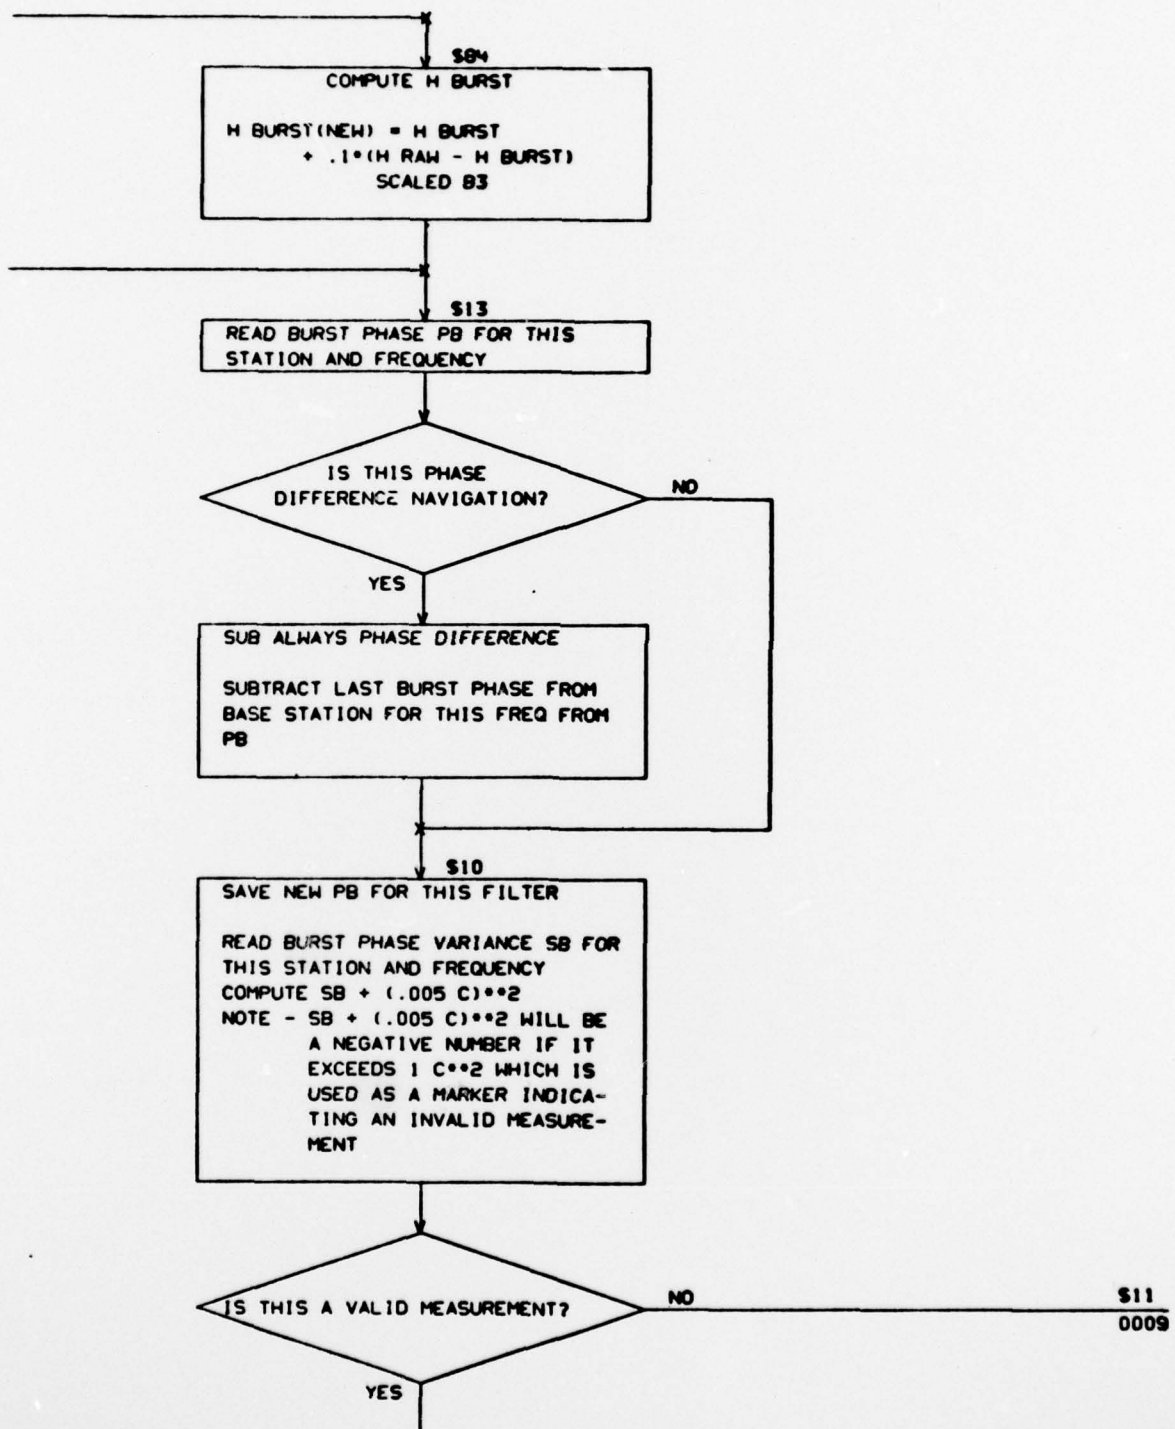 $84
COMPUTE H BURST
H BURST(NEW) = H BURST
+ .1*(H RAW - H BURST)
SCALED B3
$13
READ BURST PHASE PB FOR THIS
STATION AND FREQUENCY
IS THIS PHASE
DIFFERENCE NAVIGATION?
NO
YES
SUB ALWAYS PHASE DIFFERENCE
SUBTRACT LAST BURST PHASE FROM
BASE STATION FOR THIS FREQ FROM
PB
$10
SAVE NEW PB FOR THIS FILTER
READ BURST PHASE VARIANCE SB FOR
THIS STATION AND FREQUENCY
COMPUTE SB + (.005 C)**2
NOTE - SB + (.005 C)**2 WILL BE
A NEGATIVE NUMBER IF IT
EXCEEDS 1 C**2 WHICH IS
USED AS A MARKER INDICA-
TING AN INVALID MEASURE-
MENT
IS THIS A VALID MEASUREMENT?
NO
$11
0009
YES